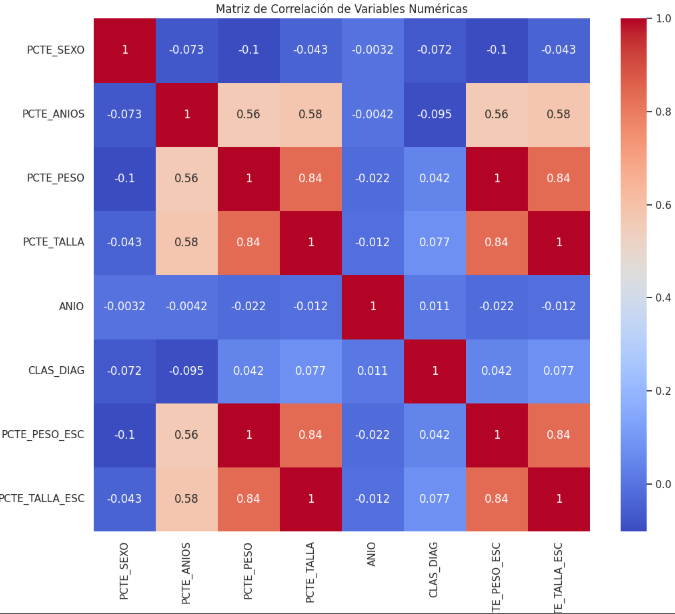 Matriz de Correlación de Variables Numéricas
PCTE_SEXO 1 -0.073 -0.1 -0.043 -0.0032 -0.072 -0.1 -0.043
PCTE_ANIOS -0.073 1 0.56 0.58 -0.0042 -0.095 0.56 0.58
PCTE_PESO -0.1 0.56 1 0.84 -0.022 0.042 1 0.84
PCTE_TALLA -0.043 0.58 0.84 1 -0.012 0.077 0.84 1
ANIO -0.0032 -0.0042 -0.022 -0.012 1 0.011 -0.022 -0.012
CLAS_DIAG -0.072 -0.095 0.042 0.077 0.011 1 0.042 0.077
PCTE_PESO_ESC -0.1 0.56 1 0.84 -0.022 0.042 1 0.84
PCTE_TALLA_ESC -0.043 0.58 0.84 1 -0.012 0.077 0.84 1
PCTE_SEXO
PCTE_ANIOS
PCTE_PESO
PCTE_TALLA
ANIO
CLAS_DIAG
TE_PESO_ESC
TE_TALLA_ESC
1.0
0.8
0.6
0.4
0.2
0.0